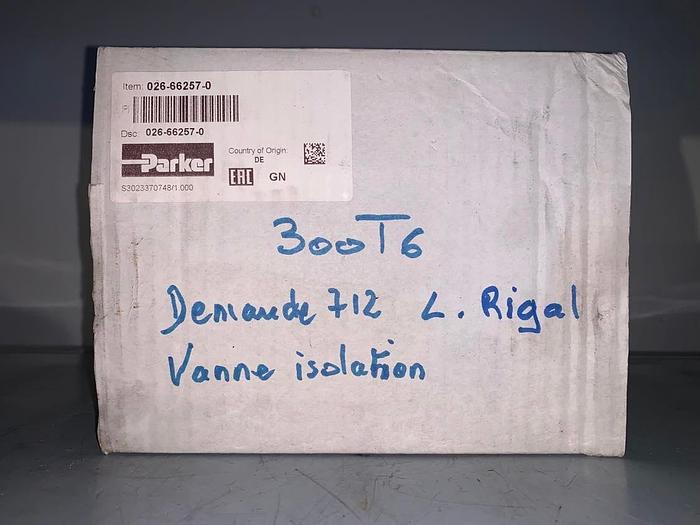 Item: 026-66257-0
(P)
Dsc: 026-66257-0
Parker
Country of Origin:
DE
EAC GN
S3023370748/1.000
300T6
Demande 712 L. Rigal
Vanne isolation